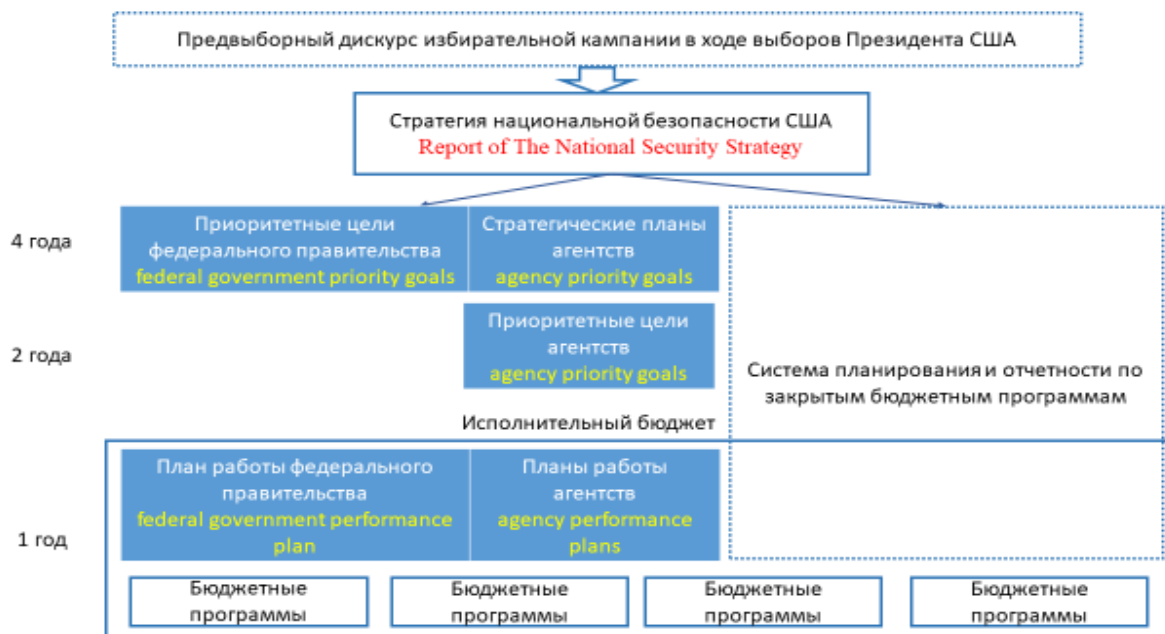 Предвыборный дискурс избирательной кампании в ходе выборов Президента США
Стратегия национальной безопасности США
Report of The National Security Strategy
4 года
Приоритетные цели
федерального правительства
federal government priority goals
Стратегические планы
агентств
agency priority goals
2 года
Приоритетные цели
агентств
agency priority goals
Система планирования и отчетности по
закрытым бюджетным программам
Исполнительный бюджет
1 год
План работы федерального
правительства
federal government performance
plan
Планы работы
агентств
agency performance
plans
Бюджетные
программы
Бюджетные
программы
Бюджетные
программы
Бюджетные
программы